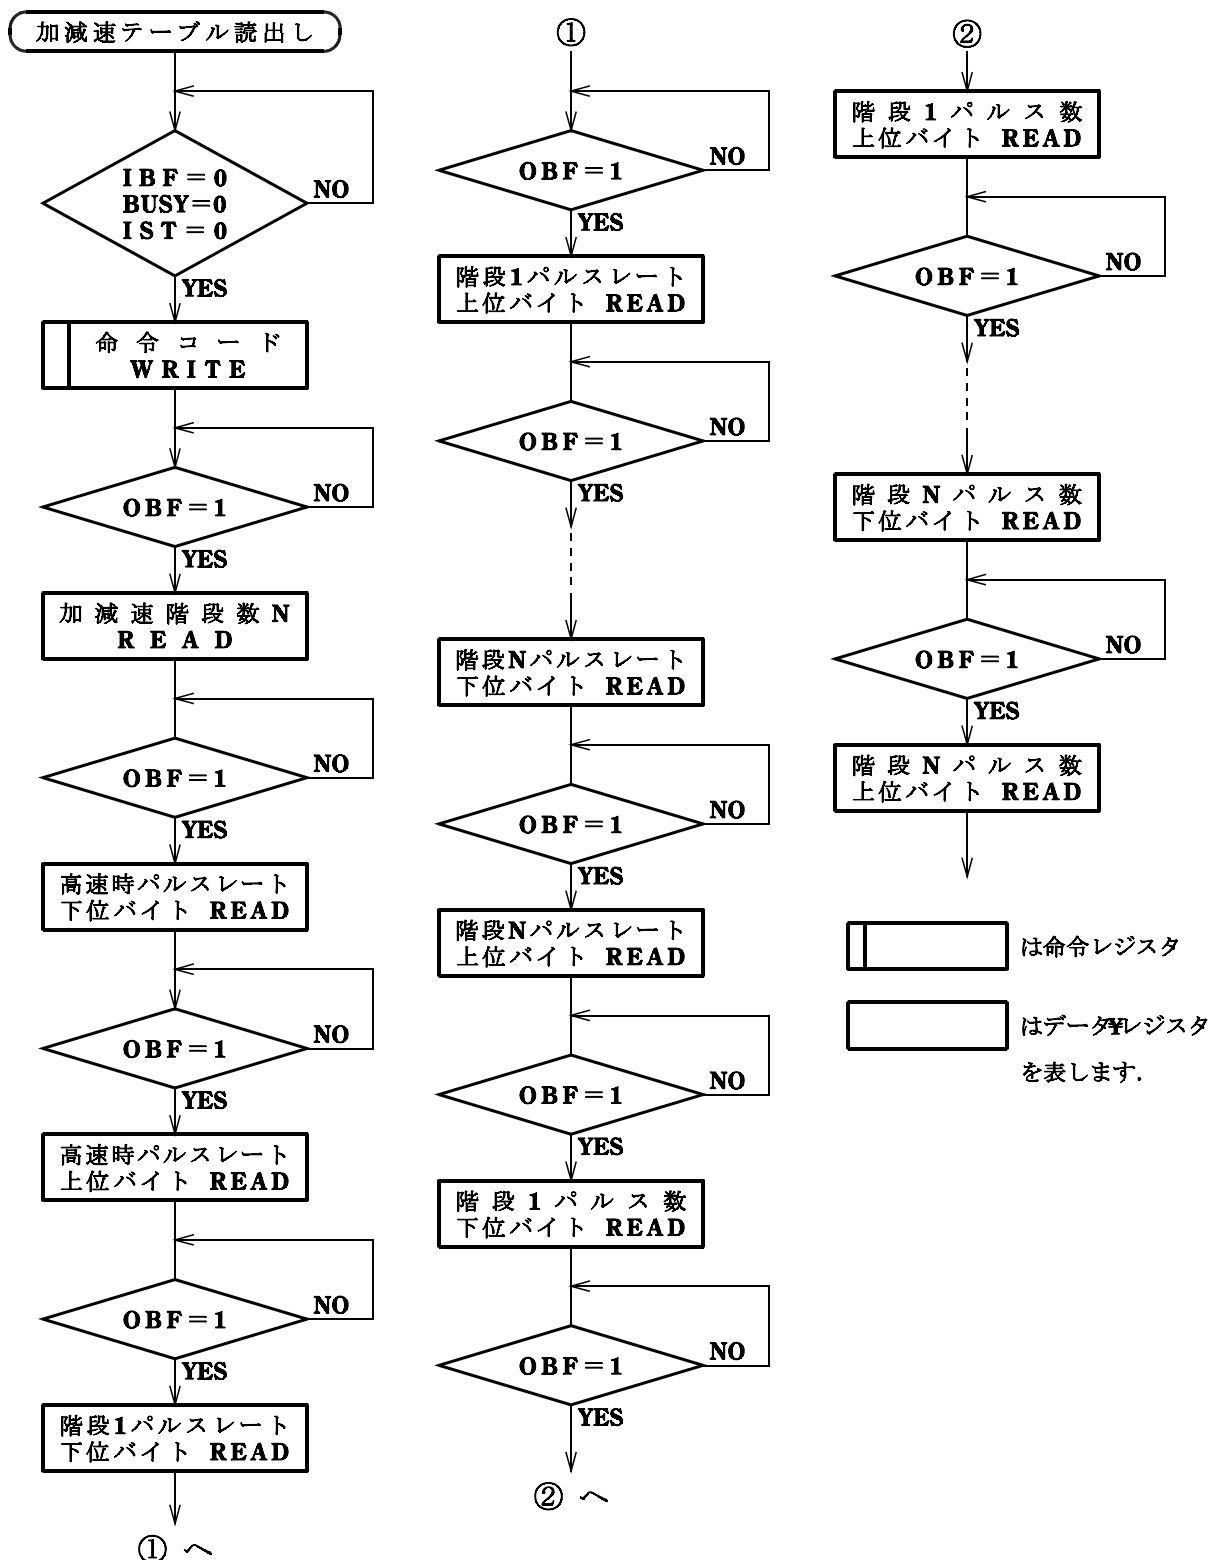 加減速テーブル読出し
IBF=0
BUSY=0
IST=0
NO
YES
命令コード
WRITE
OBF=1
NO
YES
加減速階段数N
READ
OBF=1
NO
YES
高速時パルスレート
下位バイト READ
OBF=1
NO
YES
高速時パルスレート
上位バイト READ
OBF=1
NO
YES
階段1パルスレート
下位バイト READ
①へ
①
OBF=1
NO
YES
階段1パルスレート
上位バイト READ
OBF=1
NO
YES
階段Nパルスレート
下位バイト READ
OBF=1
NO
YES
階段Nパルスレート
上位バイト READ
OBF=1
NO
YES
階段1パルス数
下位バイト READ
OBF=1
NO
YES
②へ
②
階段1パルス数
上位バイト READ
OBF=1
NO
YES
階段Nパルス数
下位バイト READ
OBF=1
NO
YES
階段Nパルス数
上位バイト READ
は命令レジスタ
はデータ¥レジスタ
を表します.